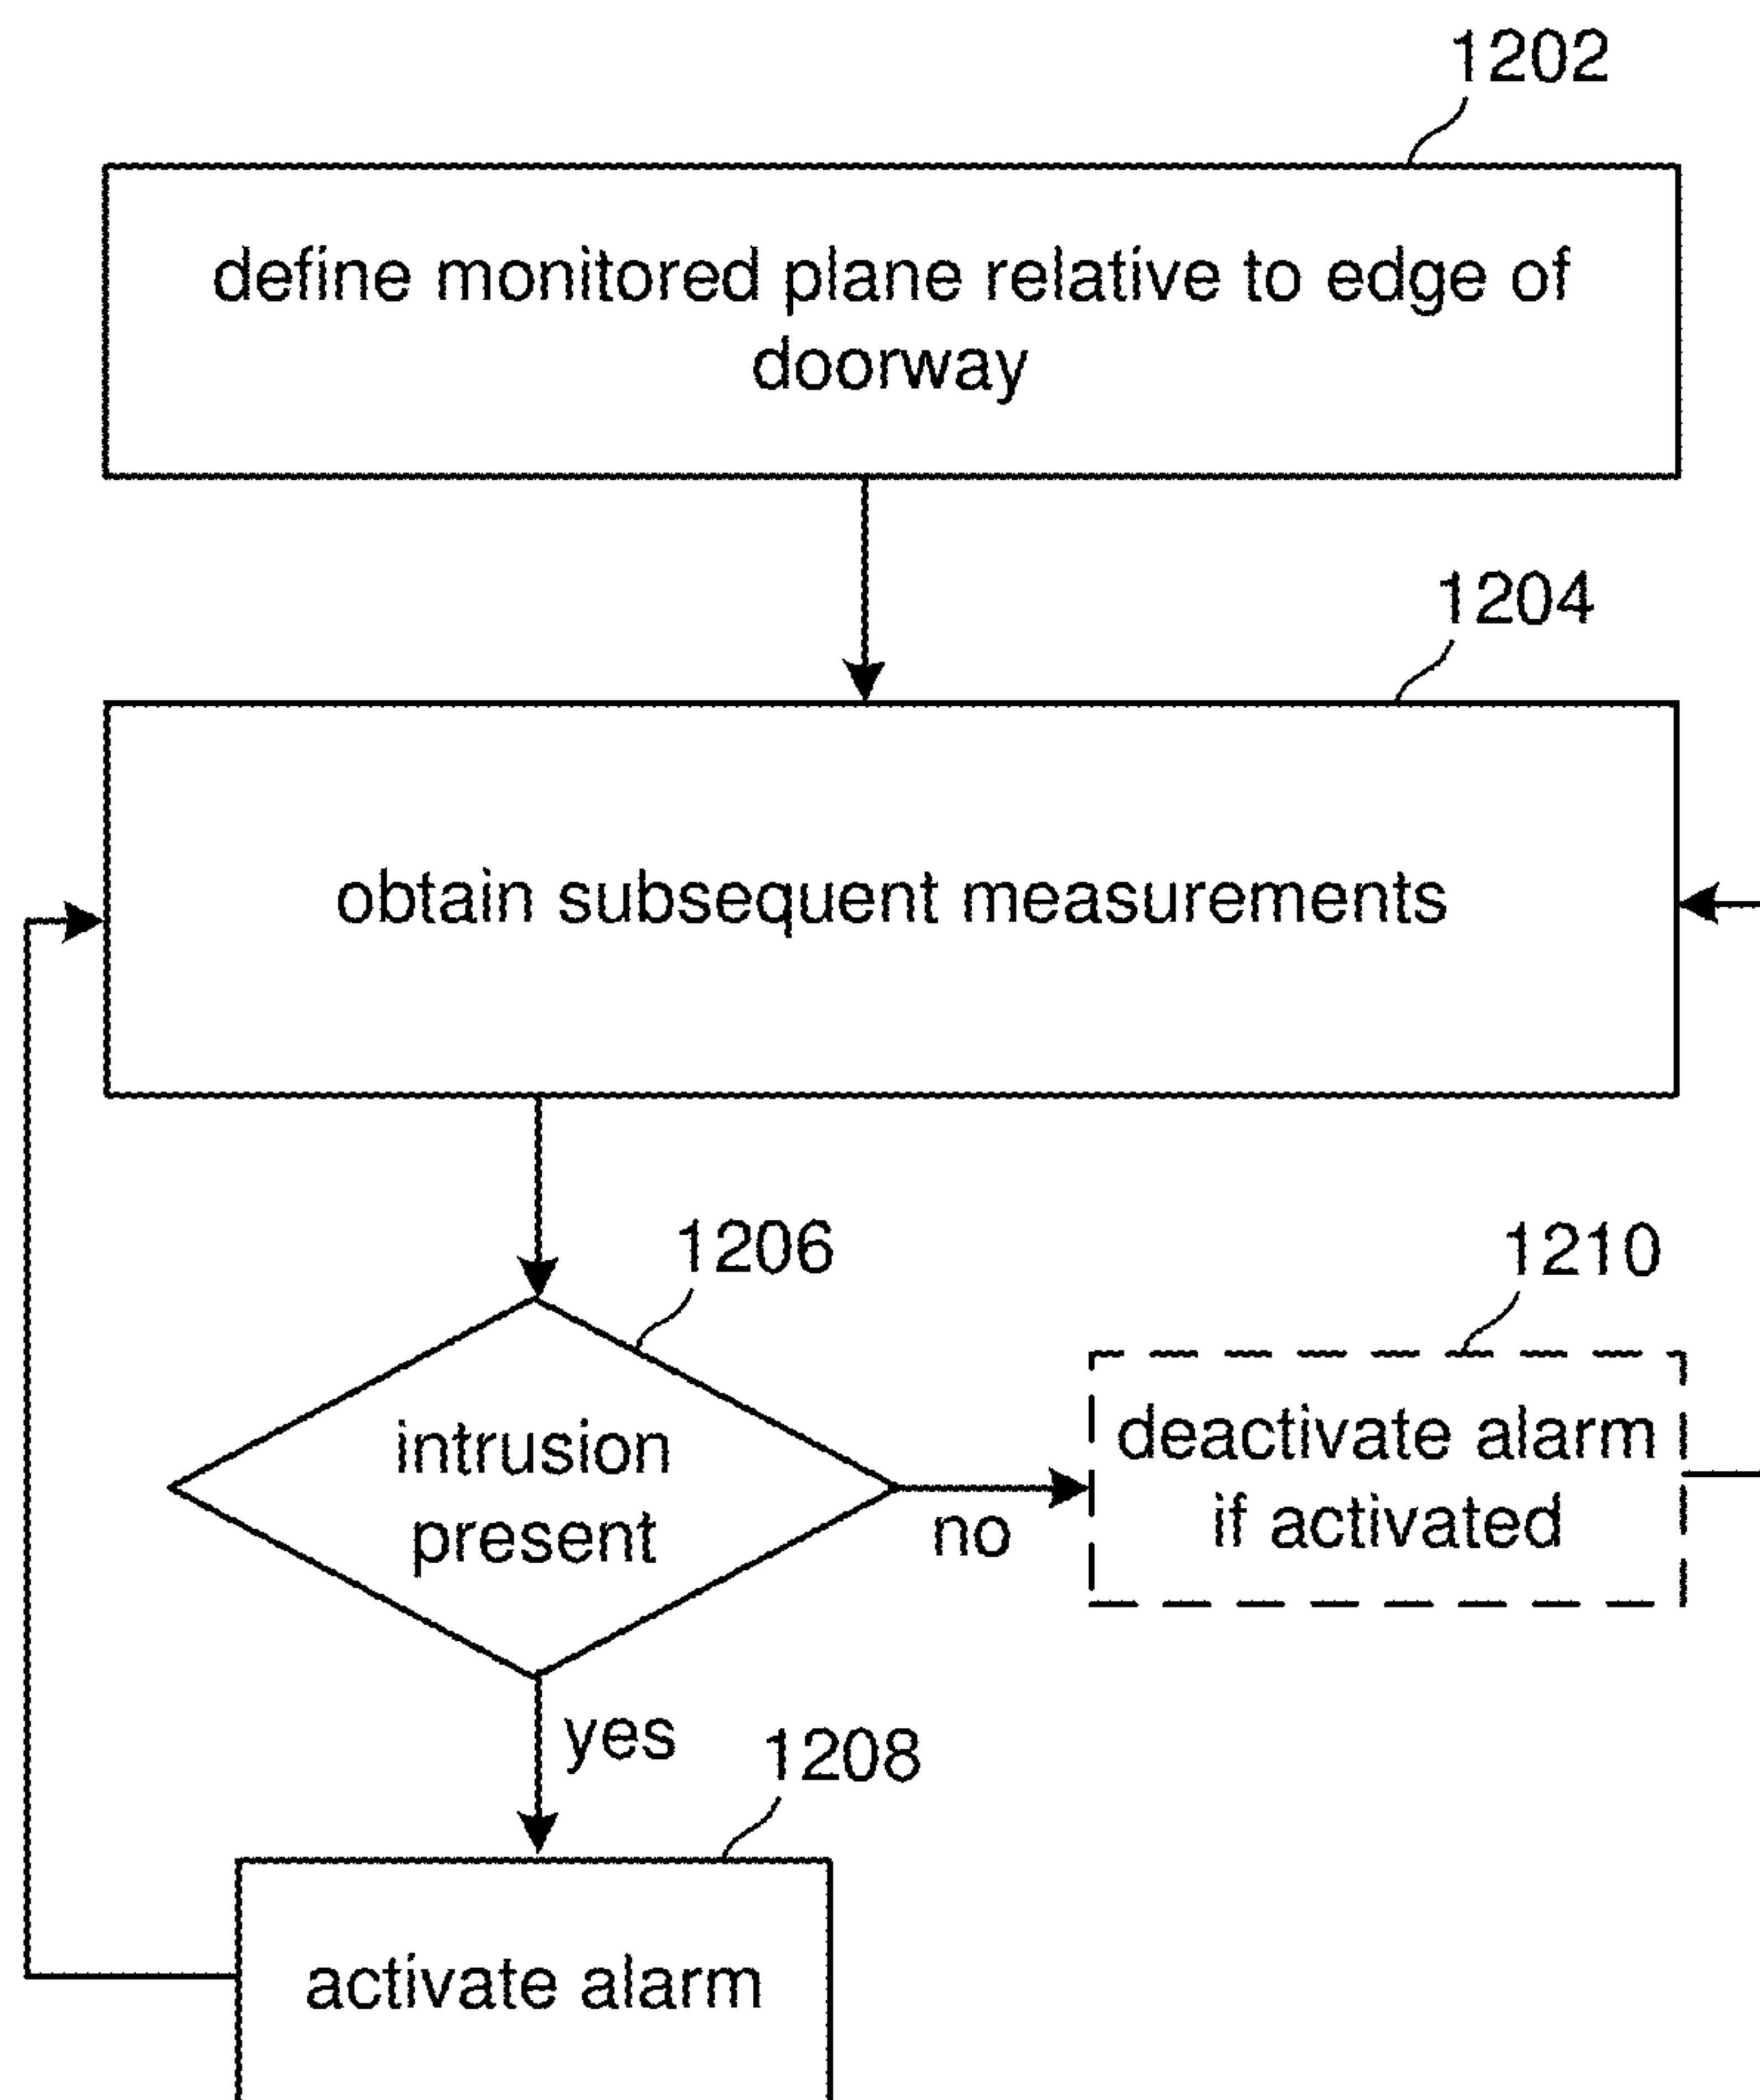 1202
define monitored plane relative to edge of
doorway
1204
obtain subsequent measurements
1206
1210
intrusion
present
deactivate alarm
if activated
no
yes
1208
activate alarm